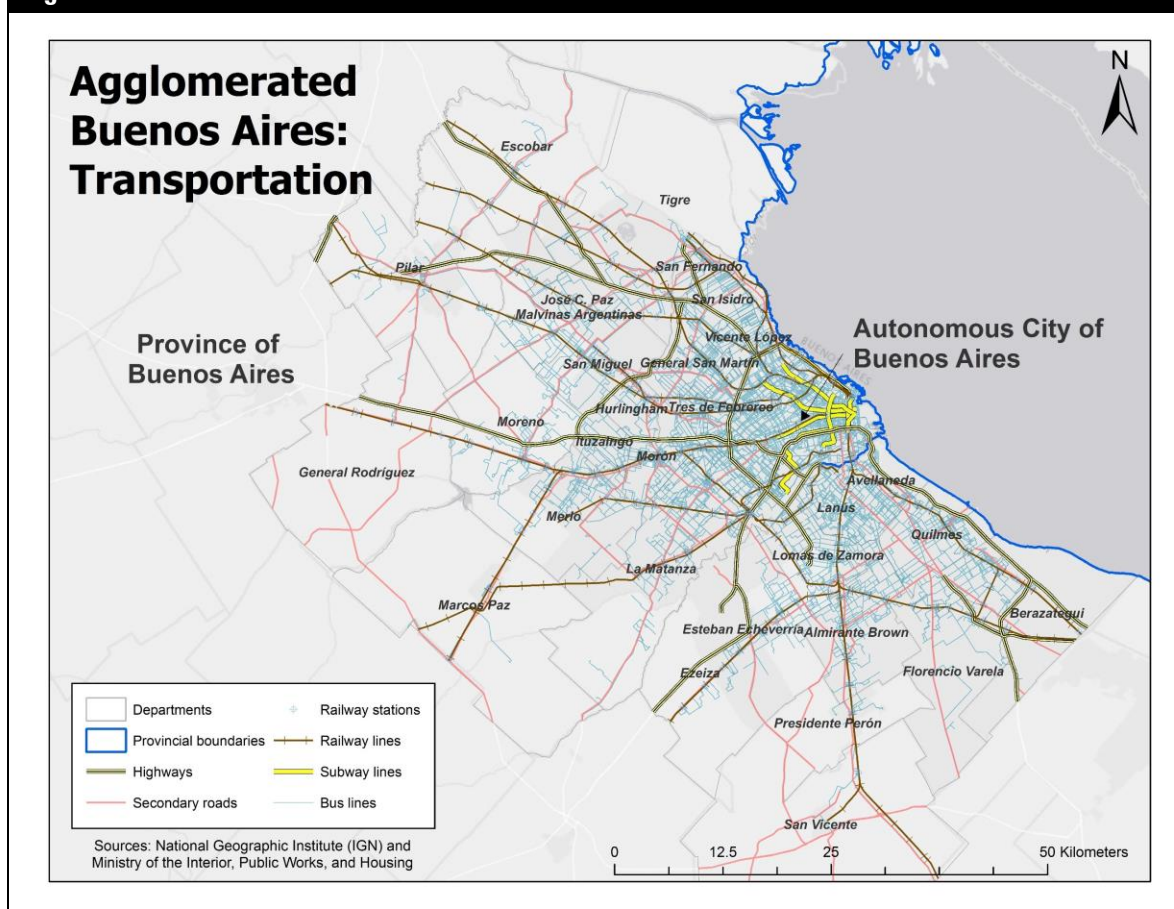 Agglomerated
Buenos Aires:
Transportation
N
Escobar
Tigre
Pilar
San Fernando
José C. Paz
San Isidro
Malvinas Argentinas
Province of
Buenos Aires
Vicente López
Autonomous City of
Buenos Aires
BUENOS AIRES
San Miguel
General San Martín
Hurlingham
Tres de Febrereo
Moreno
Ituzaingó
Morón
General Rodríguez
Avellaneda
Merlo
Lanús
Quilmes
Lomas de Zamora
La Matanza
Marcos Paz
Berazategui
Esteban Echeverría
Almirante Brown
Ezeiza
Florencio Varela
Presidente Perón
San Vicente
Departments
Railway stations
Provincial boundaries
Railway lines
Highways
Subway lines
Secondary roads
Bus lines
Sources: National Geographic Institute (IGN) and
Ministry of the Interior, Public Works, and Housing
0 12.5 25 50 Kilometers